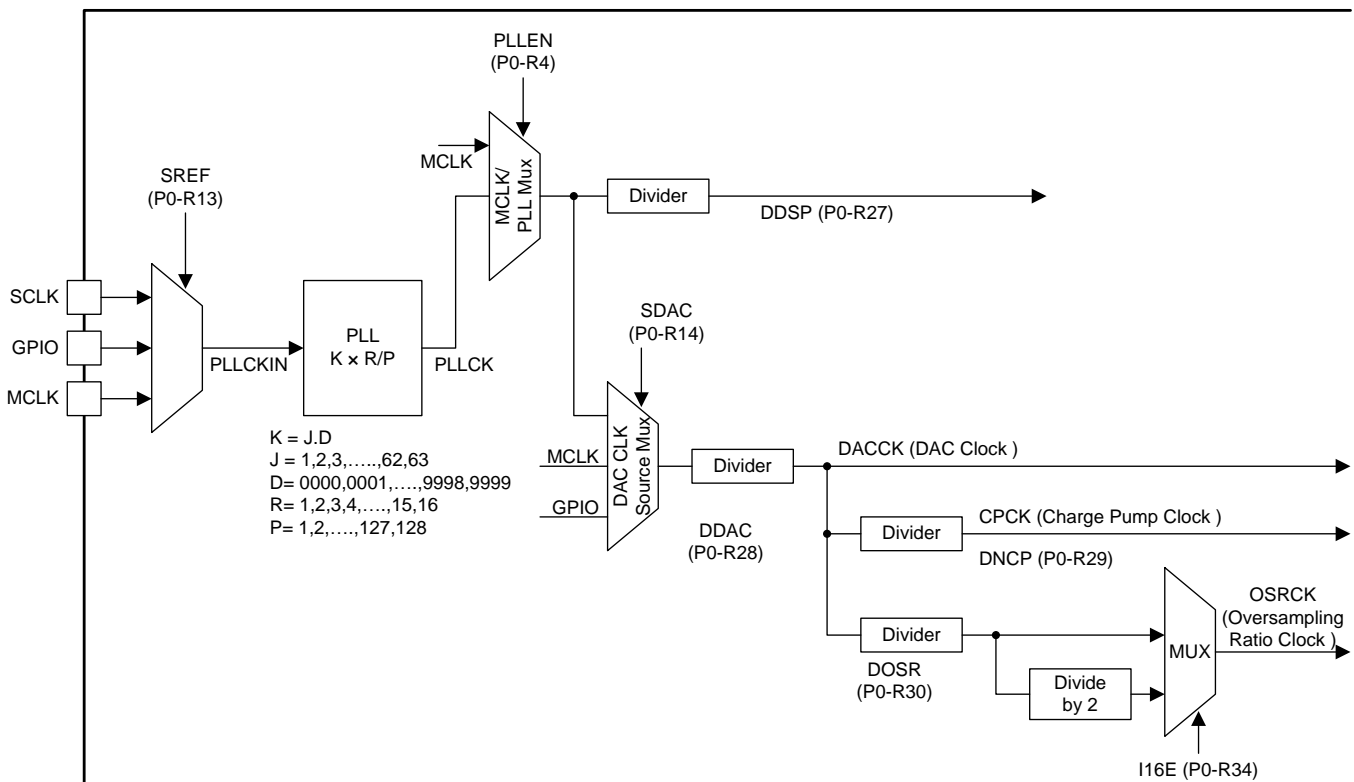 PLLEN
(P0-R4)
MCLK
MCLK/
PLL Mux
SREF
(P0-R13)
Divider
DDSP (P0-R27)
SCLK
GPIO
MCLK
PLLCKIN
PLL
K × R/P
PLLCK
SDAC
(P0-R14)
K = J.D
J = 1,2,3,…..,62,63
D= 0000,0001,….,9998,9999
R= 1,2,3,4,….,15,16
P= 1,2,….,127,128
MCLK
GPIO
DAC CLK
Source Mux
Divider
DDAC
(P0-R28)
DACCK (DAC Clock )
Divider
CPCK (Charge Pump Clock )
DNCP (P0-R29)
Divider
DOSR
(P0-R30)
Divide
by 2
MUX
OSRCK
(Oversampling
Ratio Clock )
I16E (P0-R34)